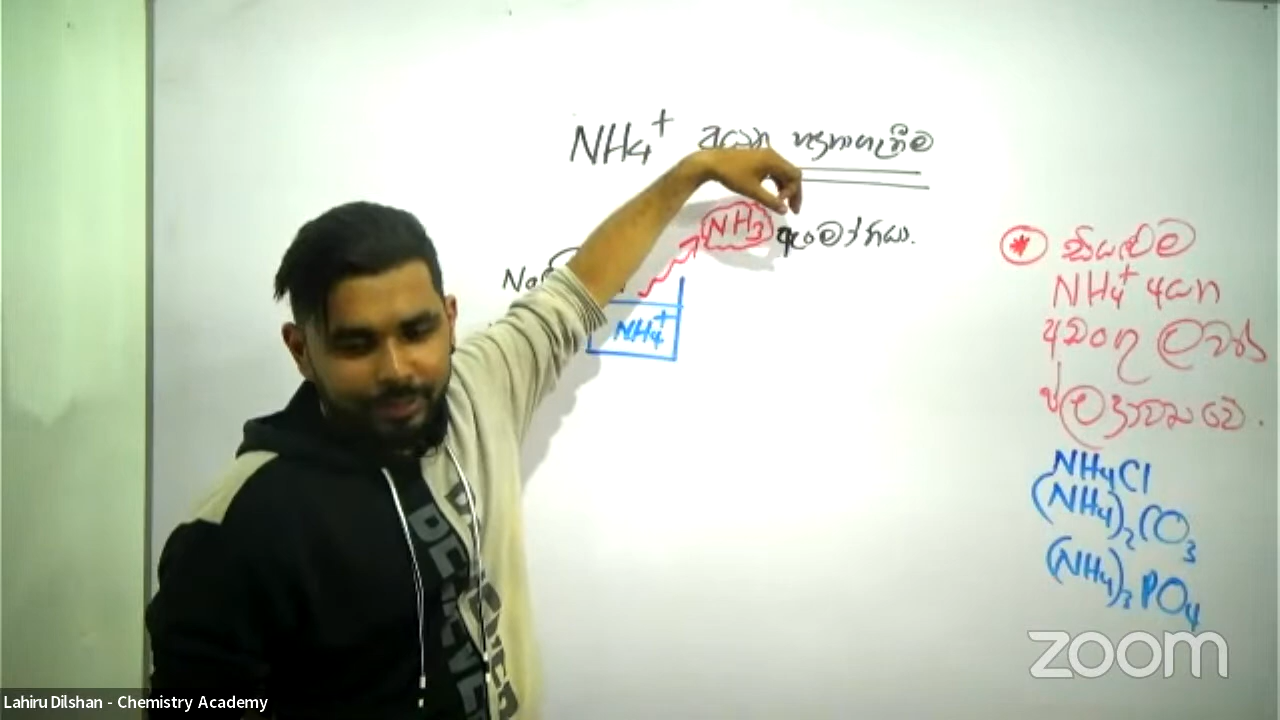 NH₄⁺ අයන හඳුනාගැනීම
NH₃ ඇමෝනියා.
NH₄⁺
* සියළුම
NH₄⁺ අයන
අඩංගු ලවණ
ජලද්‍රාව්‍ය වේ.
NH₄Cl
(NH₄)₂CO₃
(NH₄)₃PO₄
zoom
Lahiru Dilshan - Chemistry Academy